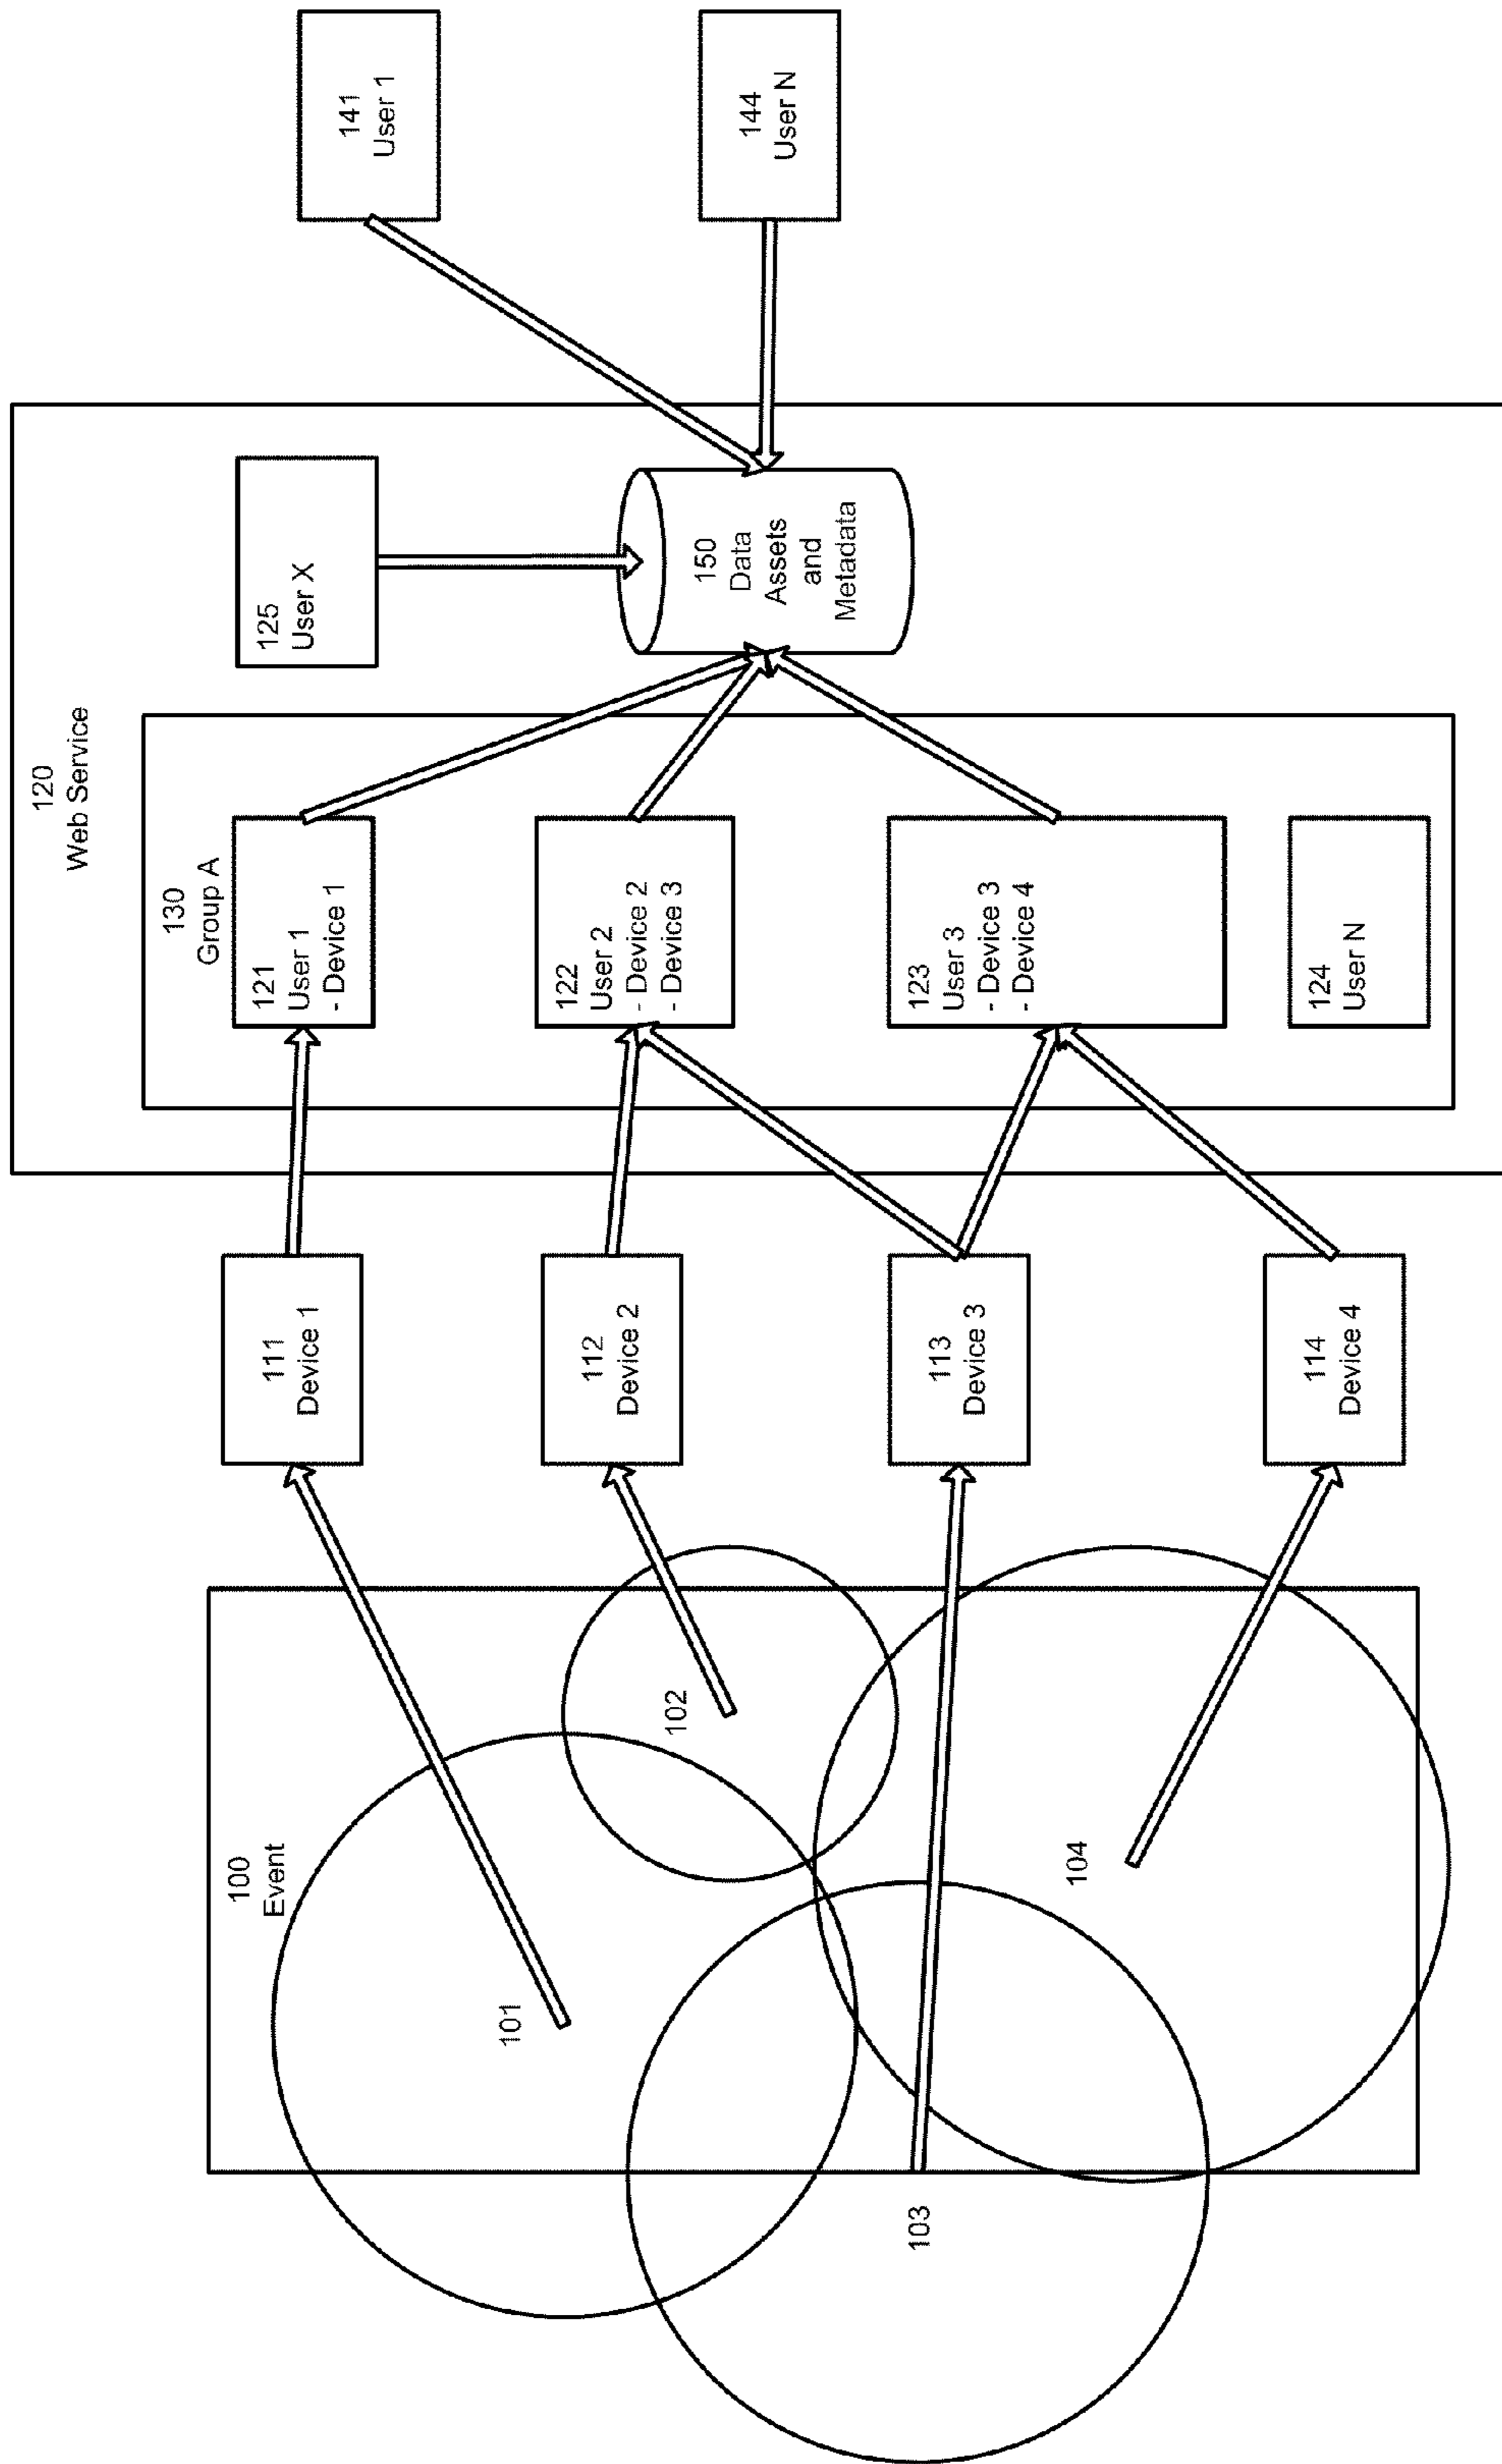 100
Event
101
102
103
104
111
Device 1
112
Device 2
113
Device 3
114
Device 4
120
Web Service
130
Group A
121
User 1
- Device 1
122
User 2
- Device 2
- Device 3
123
User 3
- Device 3
- Device 4
124
User N
125
User X
150
Data
Assets
and
Metadata
141
User 1
144
User N